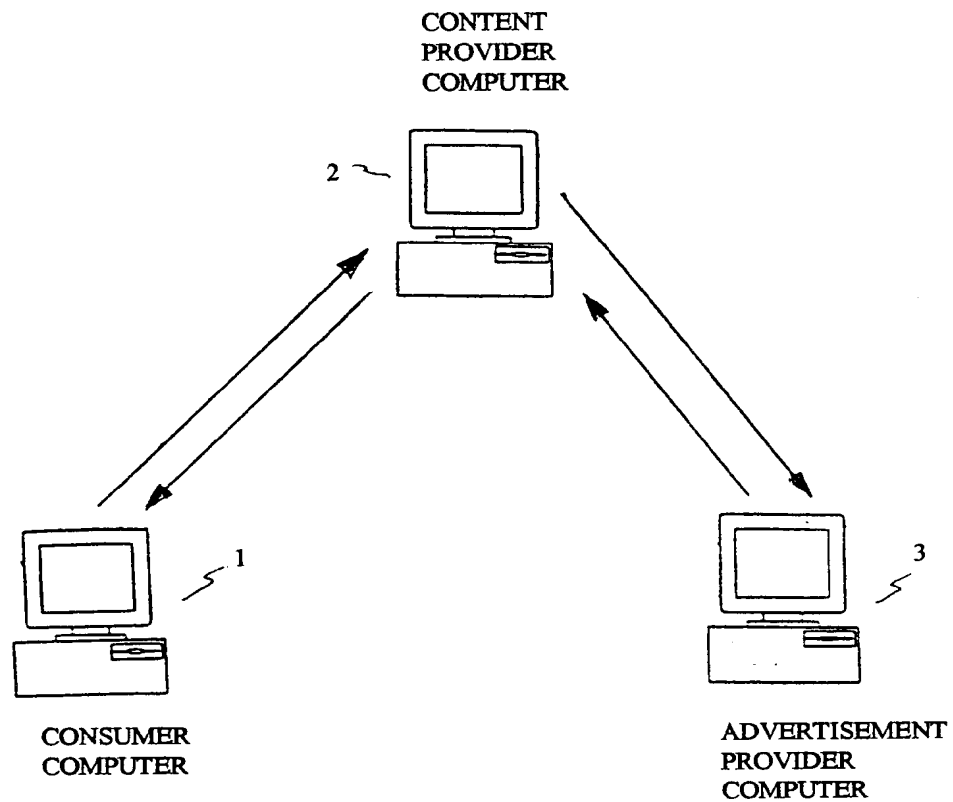 CONTENT
PROVIDER
COMPUTER
2
1
3
CONSUMER
COMPUTER
ADVERTISEMENT
PROVIDER
COMPUTER